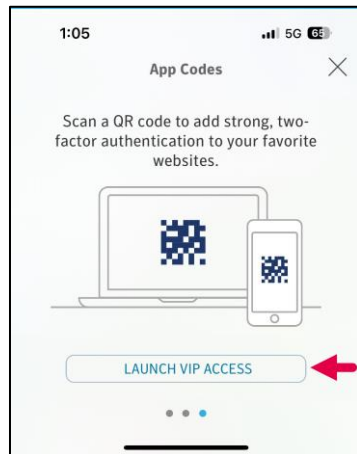 1:05
5G 65
App Codes
Scan a QR code to add strong, two-
factor authentication to your favorite
websites.
LAUNCH VIP ACCESS